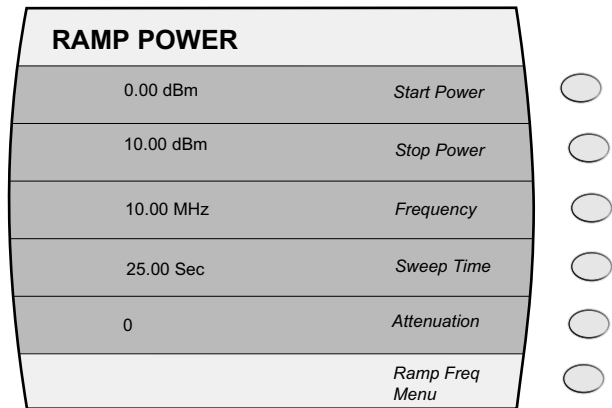 RAMP POWER
0.00 dBm Start Power
10.00 dBm Stop Power
10.00 MHz Frequency
25.00 Sec Sweep Time
0 Attenuation
Ramp Freq
Menu